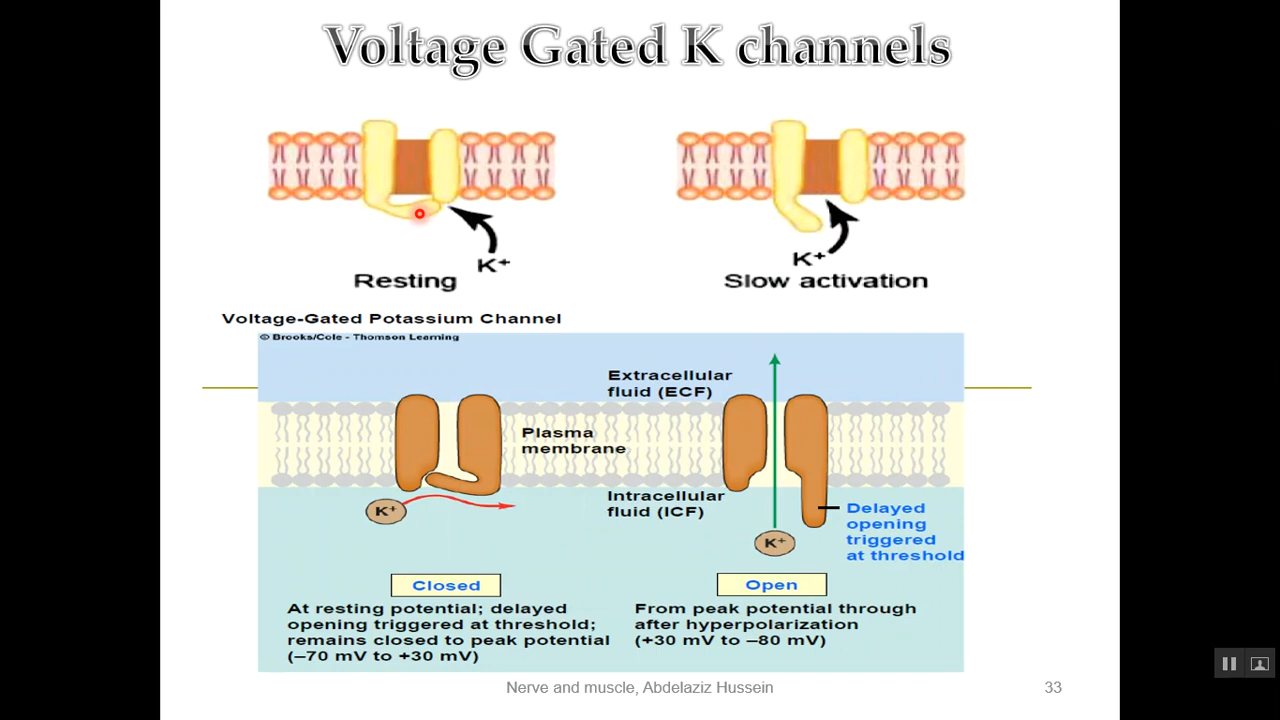 Voltage Gated K channels
K+
Resting
K+
Slow activation
Voltage-Gated Potassium Channel
© Brooks/Cole - Thomson Learning
Extracellular
fluid (ECF)
Plasma
membrane
Intracellular
fluid (ICF)
K+
K+
Delayed
opening
triggered
at threshold
Closed
Open
At resting potential; delayed
opening triggered at threshold;
remains closed to peak potential
(–70 mV to +30 mV)
From peak potential through
after hyperpolarization
(+30 mV to –80 mV)
Nerve and muscle, Abdelaziz Hussein
33